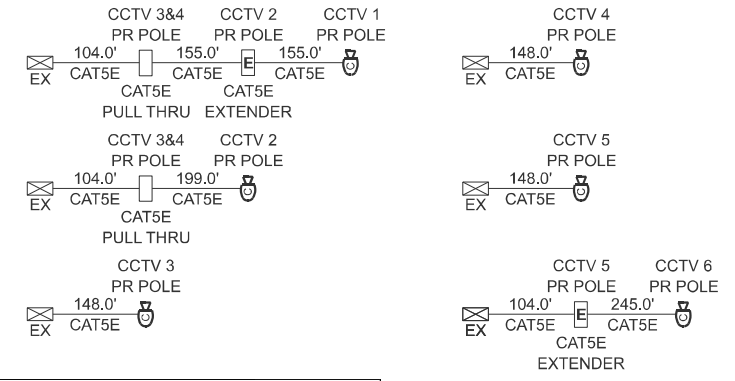 CCTV 3&4 CCTV 2 CCTV 1
PR POLE PR POLE PR POLE
104.0' 155.0' 155.0'
E C
EX CAT5E CAT5E CAT5E
CAT5E CAT5E
PULL THRU EXTENDER
CCTV 3&4 CCTV 2
PR POLE PR POLE
104.0' 199.0'
C
EX CAT5E CAT5E
CAT5E
PULL THRU
CCTV 3
PR POLE
148.0'
C
EX CAT5E
CCTV 4
PR POLE
148.0'
C
EX CAT5E
CCTV 5
PR POLE
148.0'
C
EX CAT5E
CCTV 5 CCTV 6
PR POLE PR POLE
104.0' 245.0'
E C
EX CAT5E CAT5E
CAT5E
EXTENDER